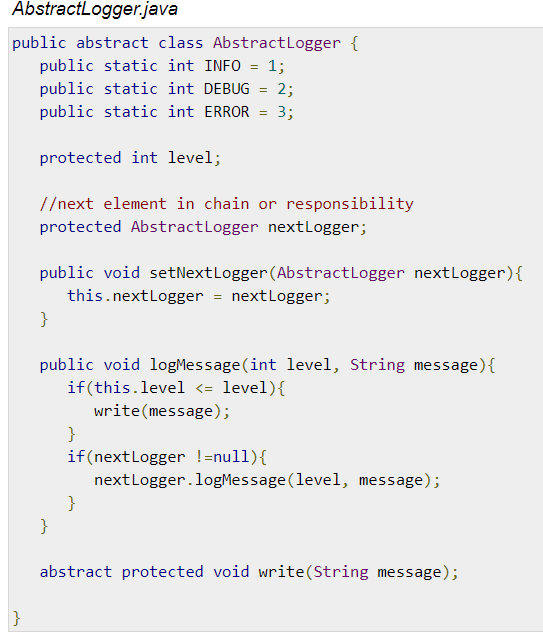 AbstractLogger.java
public abstract class AbstractLogger {
   public static int INFO = 1;
   public static int DEBUG = 2;
   public static int ERROR = 3;

   protected int level;

   //next element in chain or responsibility
   protected AbstractLogger nextLogger;

   public void setNextLogger(AbstractLogger nextLogger){
      this.nextLogger = nextLogger;
   }

   public void logMessage(int level, String message){
      if(this.level <= level){
         write(message);
      }
      if(nextLogger !=null){
         nextLogger.logMessage(level, message);
      }
   }

   abstract protected void write(String message);

}